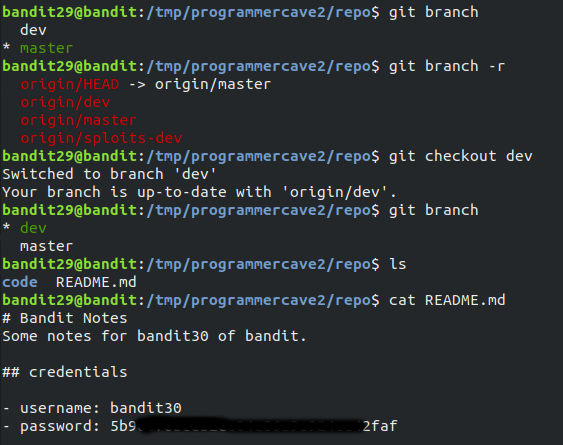 bandit29@bandit:/tmp/programmercave2/repo$ git branch
  dev
* master
bandit29@bandit:/tmp/programmercave2/repo$ git branch -r
  origin/HEAD -> origin/master
  origin/dev
  origin/master
  origin/sploits-dev
bandit29@bandit:/tmp/programmercave2/repo$ git checkout dev
Switched to branch 'dev'
Your branch is up-to-date with 'origin/dev'.
bandit29@bandit:/tmp/programmercave2/repo$ git branch
* dev
  master
bandit29@bandit:/tmp/programmercave2/repo$ ls
code  README.md
bandit29@bandit:/tmp/programmercave2/repo$ cat README.md
# Bandit Notes
Some notes for bandit30 of bandit.
## credentials
- username: bandit30
- password: